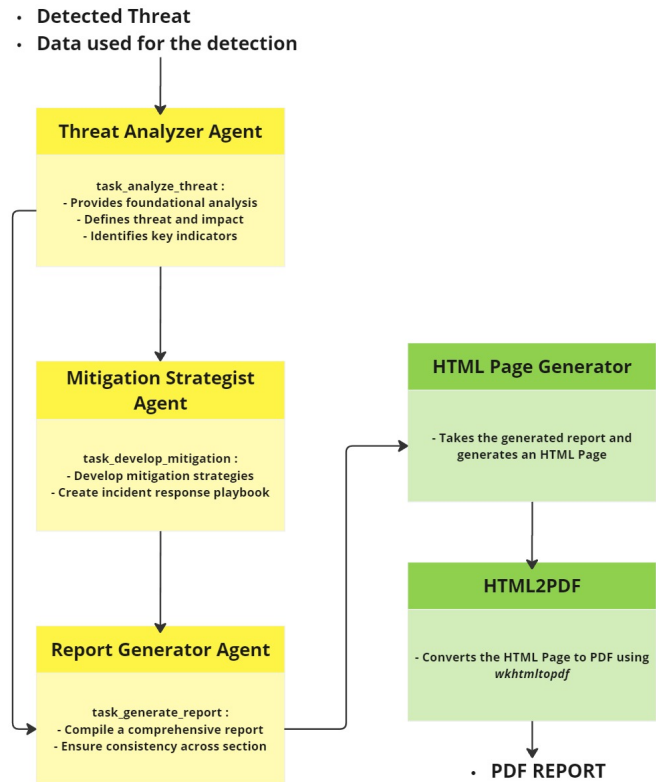 • Detected Threat
• Data used for the detection
Threat Analyzer Agent
task_analyze_threat :
- Provides foundational analysis
- Defines threat and impact
- Identifies key indicators
Mitigation Strategist
Agent
task_develop_mitigation :
- Develop mitigation strategies
- Create incident response playbook
Report Generator Agent
task_generate_report :
- Compile a comprehensive report
- Ensure consistency across section
HTML Page Generator
- Takes the generated report and
generates an HTML Page
HTML2PDF
- Converts the HTML Page to PDF using
wkhtmltopdf
• PDF REPORT